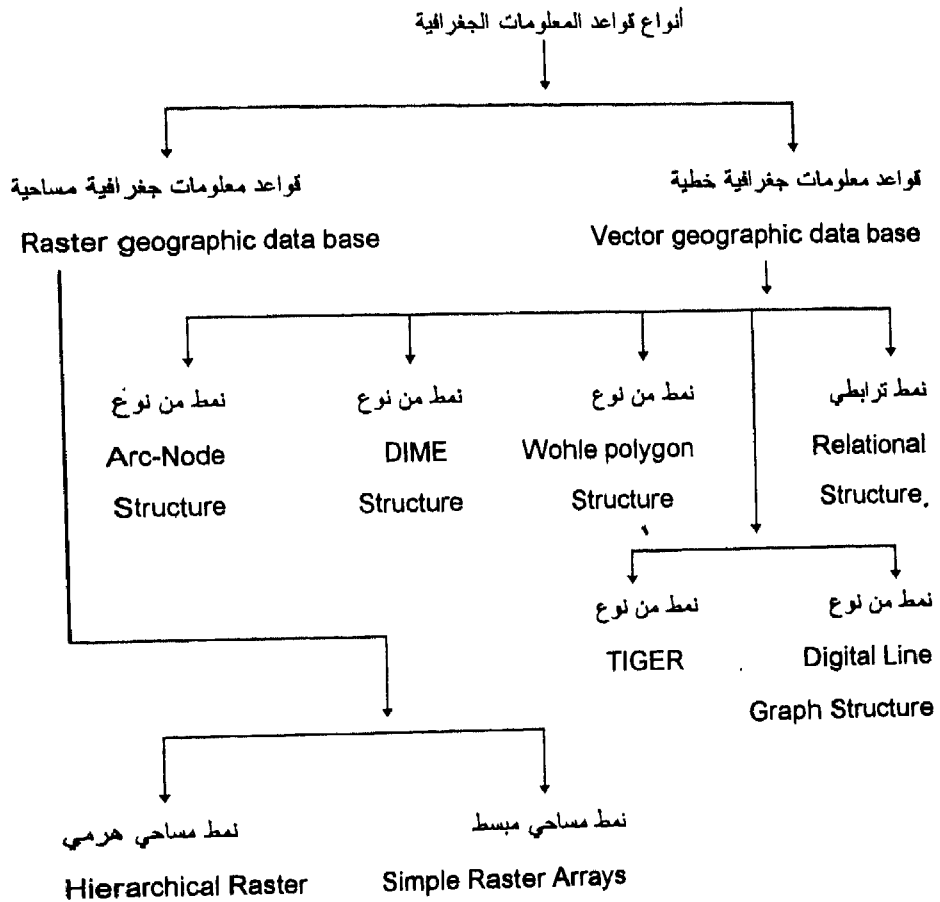 أنواع قواعد المعلومات الجغرافية
قواعد معلومات جغرافية خطية
Vector geographic data base
قواعد معلومات جغرافية مساحية
Raster geographic data base
نمط ترابطي
Relational
Structure.
نمط من نوع
Wohle polygon
Structure
نمط من نوع
DIME
Structure
نمط من نوع
Arc-Node
Structure
نمط من نوع
Digital Line
Graph Structure
نمط من نوع
TIGER
نمط مساحي مبسط
Simple Raster Arrays
نمط مساحي هرمي
Hierarchical Raster